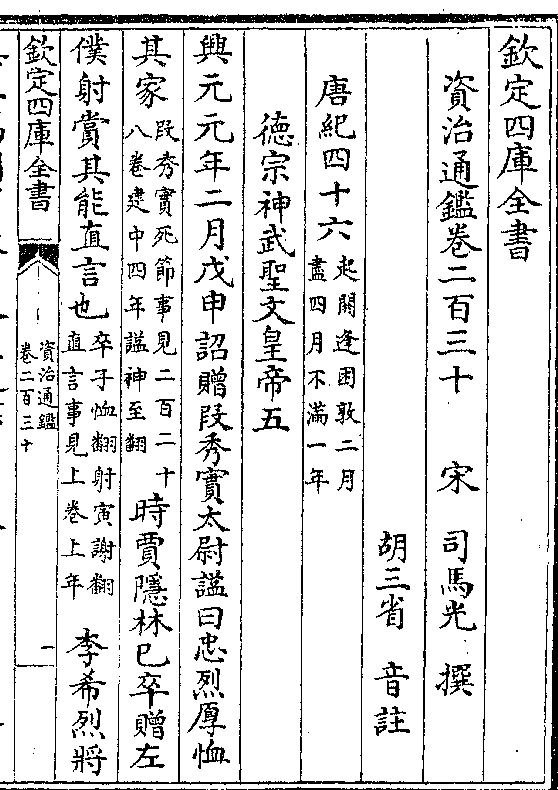 欽定四庫全書
資治通鑑卷二百三十　宋　司馬光　撰
胡三省　音註
唐紀四十六起閼逢困敦二月盡四月不滿一年
德宗神武聖文皇帝五
興元元年二月戊申詔贈段秀實太尉諡曰忠烈厚恤
其家段秀實死節事見二百二十八卷建中四年諡神至翻時賈隱林已卒贈左
僕射賞其能直言也卒子恤翻射寅謝翻直言事見上卷上年李希烈將
欽定四庫全書
資治通鑑
卷二百三十
一